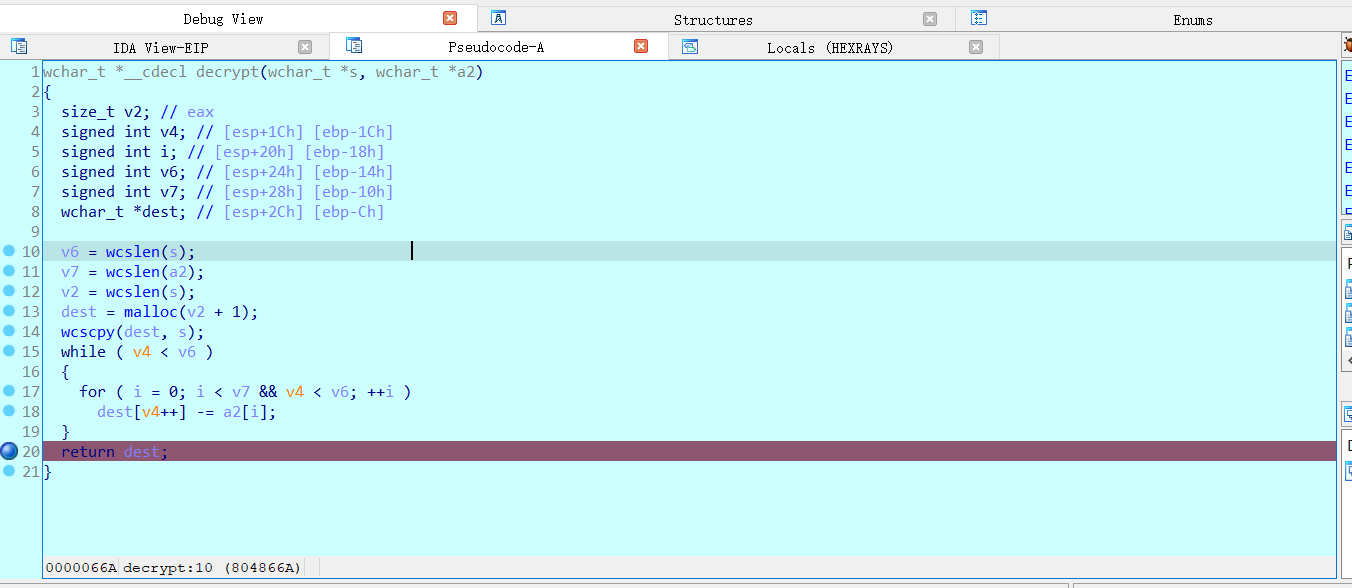 Debug View Structures Enums
IDA View-EIP Pseudocode-A Locals (HEXRAYS)
1 wchar_t *__cdecl decrypt(wchar_t *s, wchar_t *a2)
2 {
3 size_t v2; // eax
4 signed int v4; // [esp+1Ch] [ebp-1Ch]
5 signed int i; // [esp+20h] [ebp-18h]
6 signed int v6; // [esp+24h] [ebp-14h]
7 signed int v7; // [esp+28h] [ebp-10h]
8 wchar_t *dest; // [esp+2Ch] [ebp-Ch]
9
10 v6 = wcslen(s);
11 v7 = wcslen(a2);
12 v2 = wcslen(s);
13 dest = malloc(v2 + 1);
14 wcscpy(dest, s);
15 while ( v4 < v6 )
16 {
17 for ( i = 0; i < v7 && v4 < v6; ++i )
18 dest[v4++] -= a2[i];
19 }
20 return dest;
21 }
0000066A decrypt:10 (804866A)